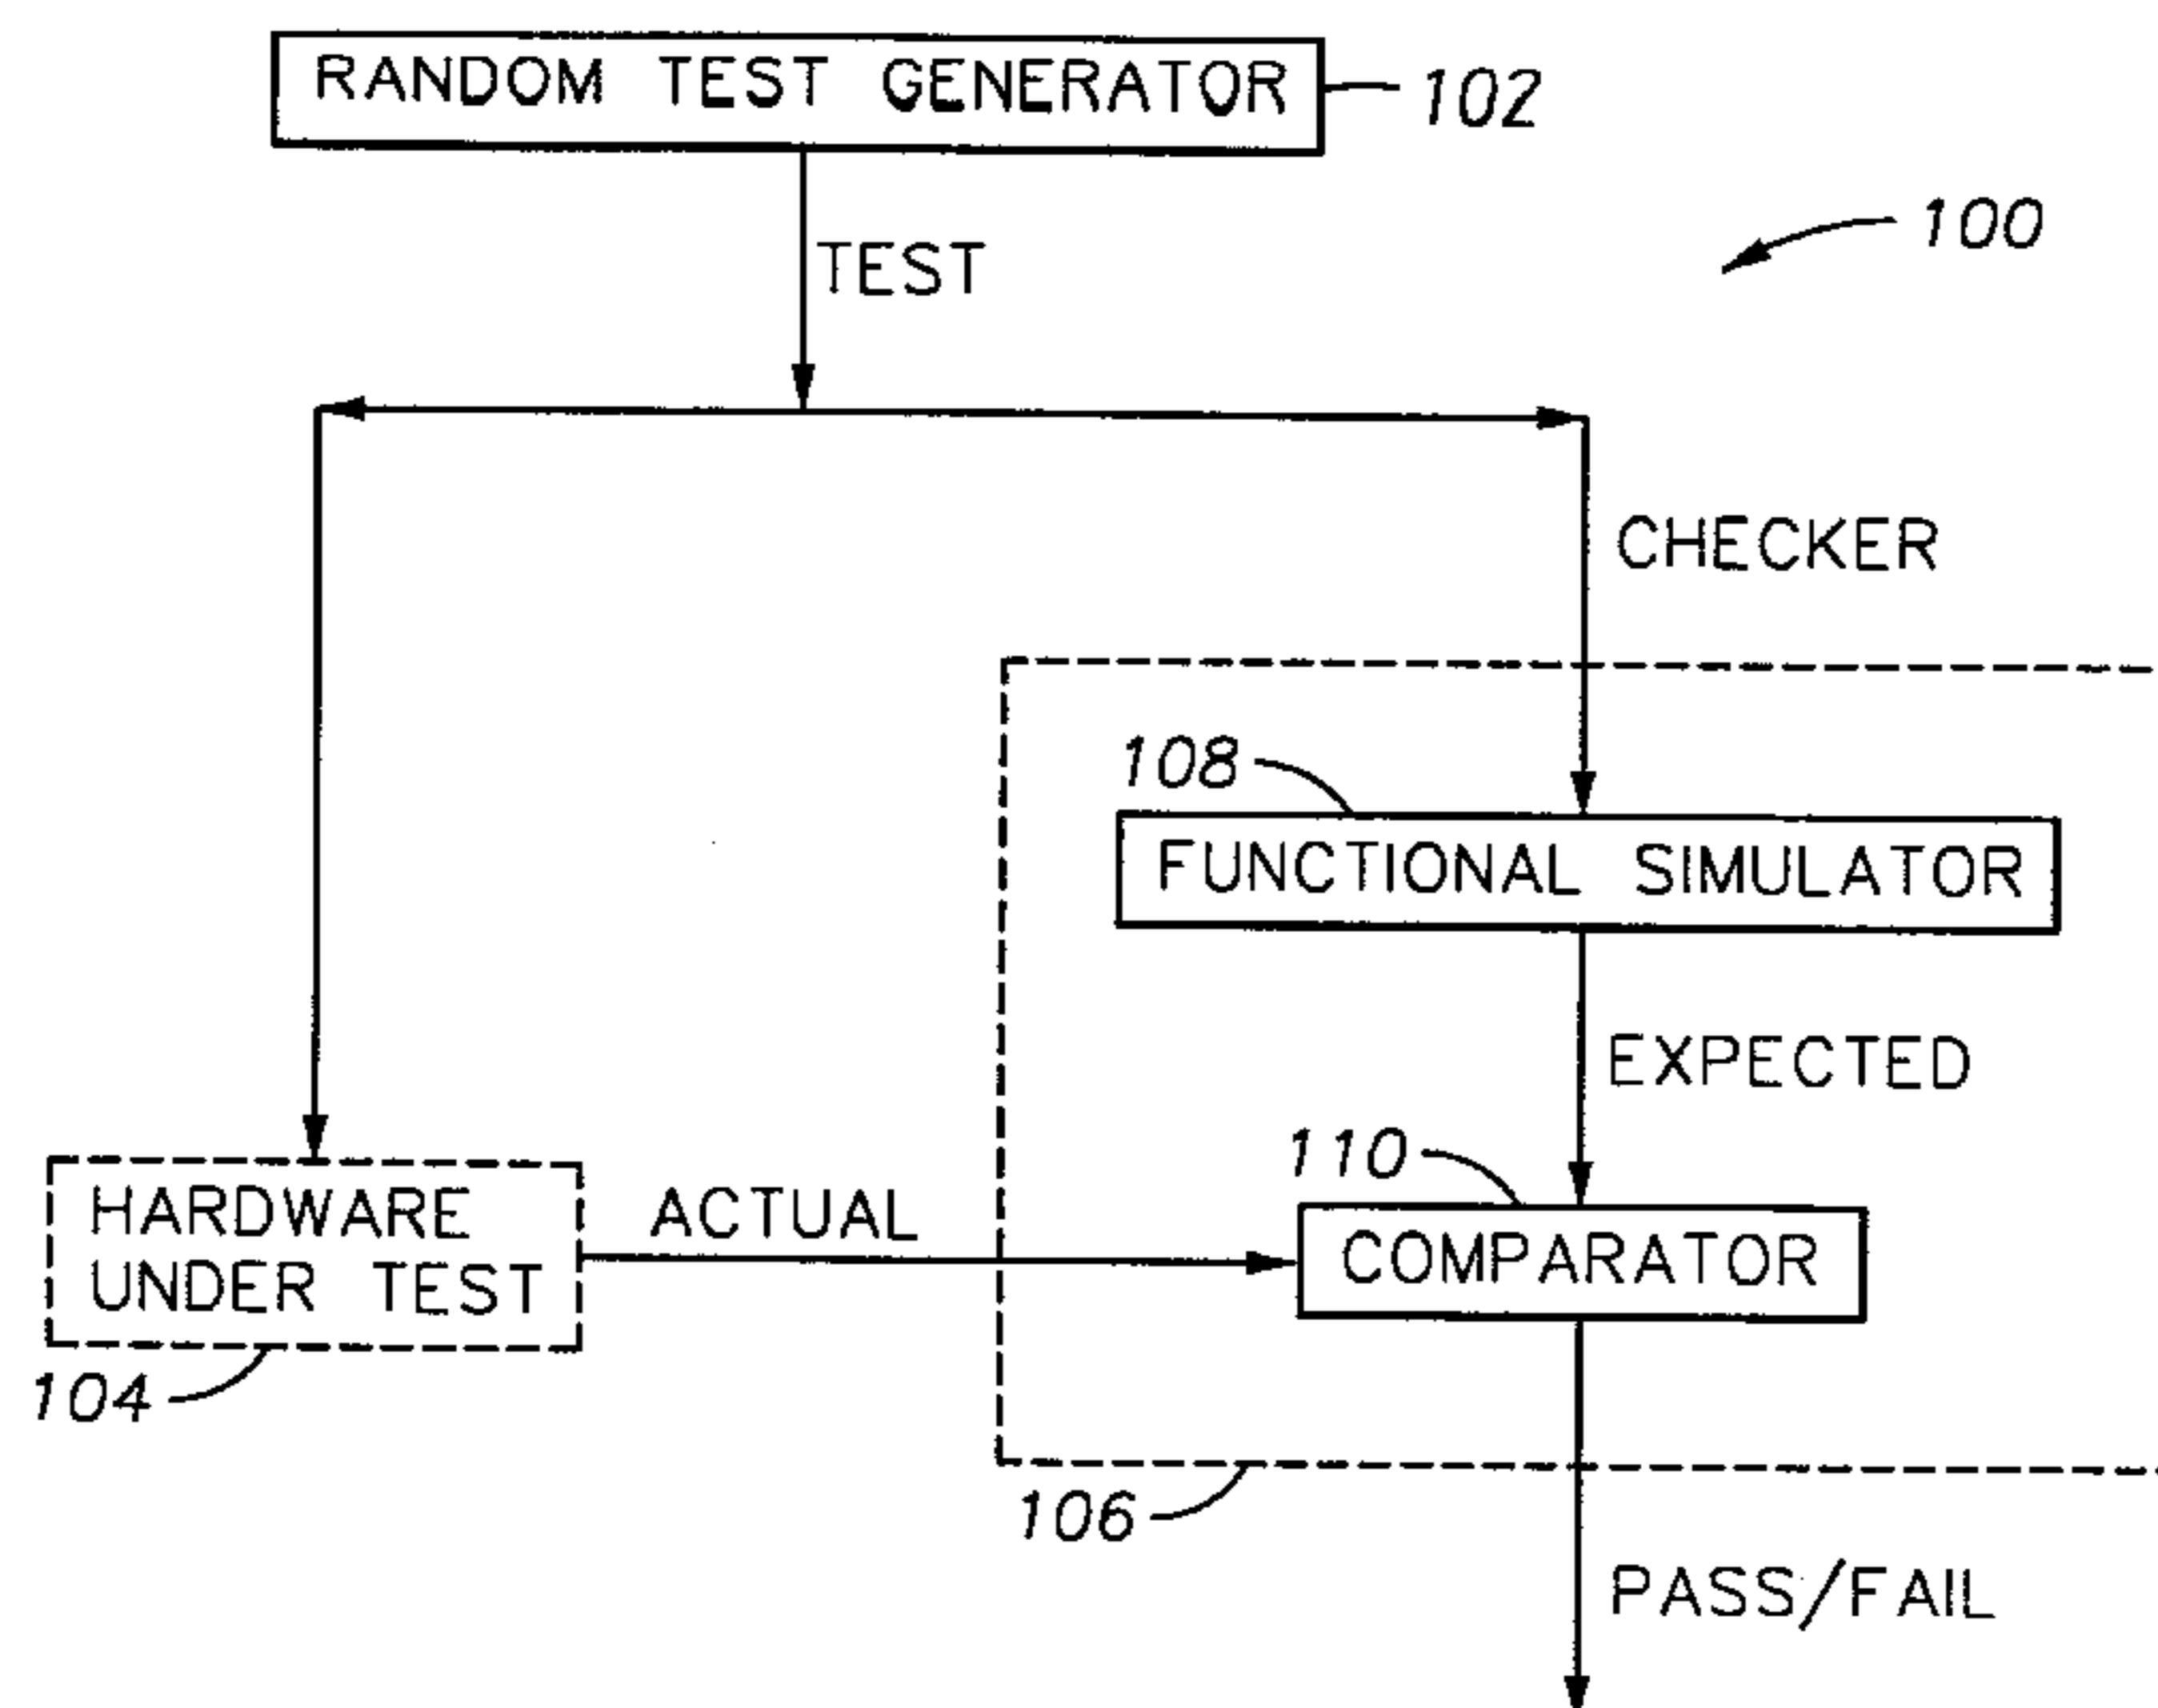 RANDOM TEST GENERATOR
102
100
TEST
CHECKER
108
FUNCTIONAL SIMULATOR
EXPECTED
110
HARDWARE
UNDER TEST
ACTUAL
COMPARATOR
104
106
PASS/FAIL